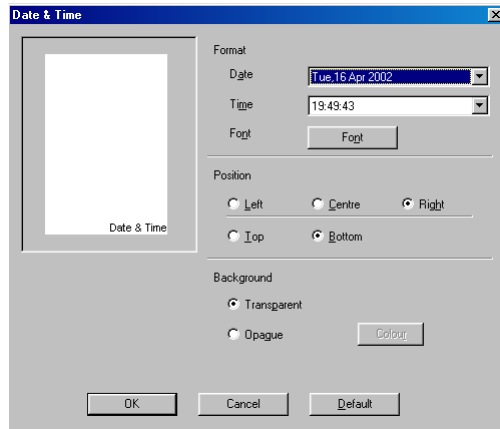 Date & Time
Format
Date
Tue,16 Apr 2002
Time
19:49:43
Font
Font
Position
Left Centre Right
Top Bottom
Date & Time
Background
Transparent
Opague Colour
OK Cancel Default